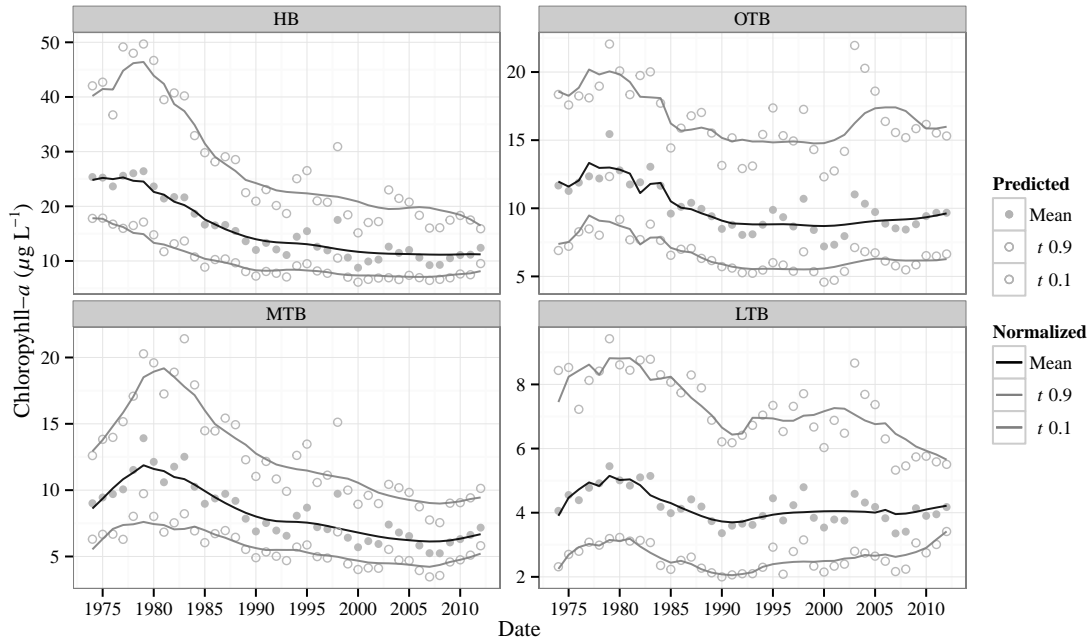 HB
OTB
50
40
30
20
10
20
15
10
5
MTB
LTB
20
15
10
5
8
6
4
2
1975 1980 1985 1990 1995 2000 2005 2010
1975 1980 1985 1990 1995 2000 2005 2010
Date
Chloropyhll−a (μg L−1)
Predicted
Mean
t 0.9
t 0.1
Normalized
Mean
t 0.9
t 0.1